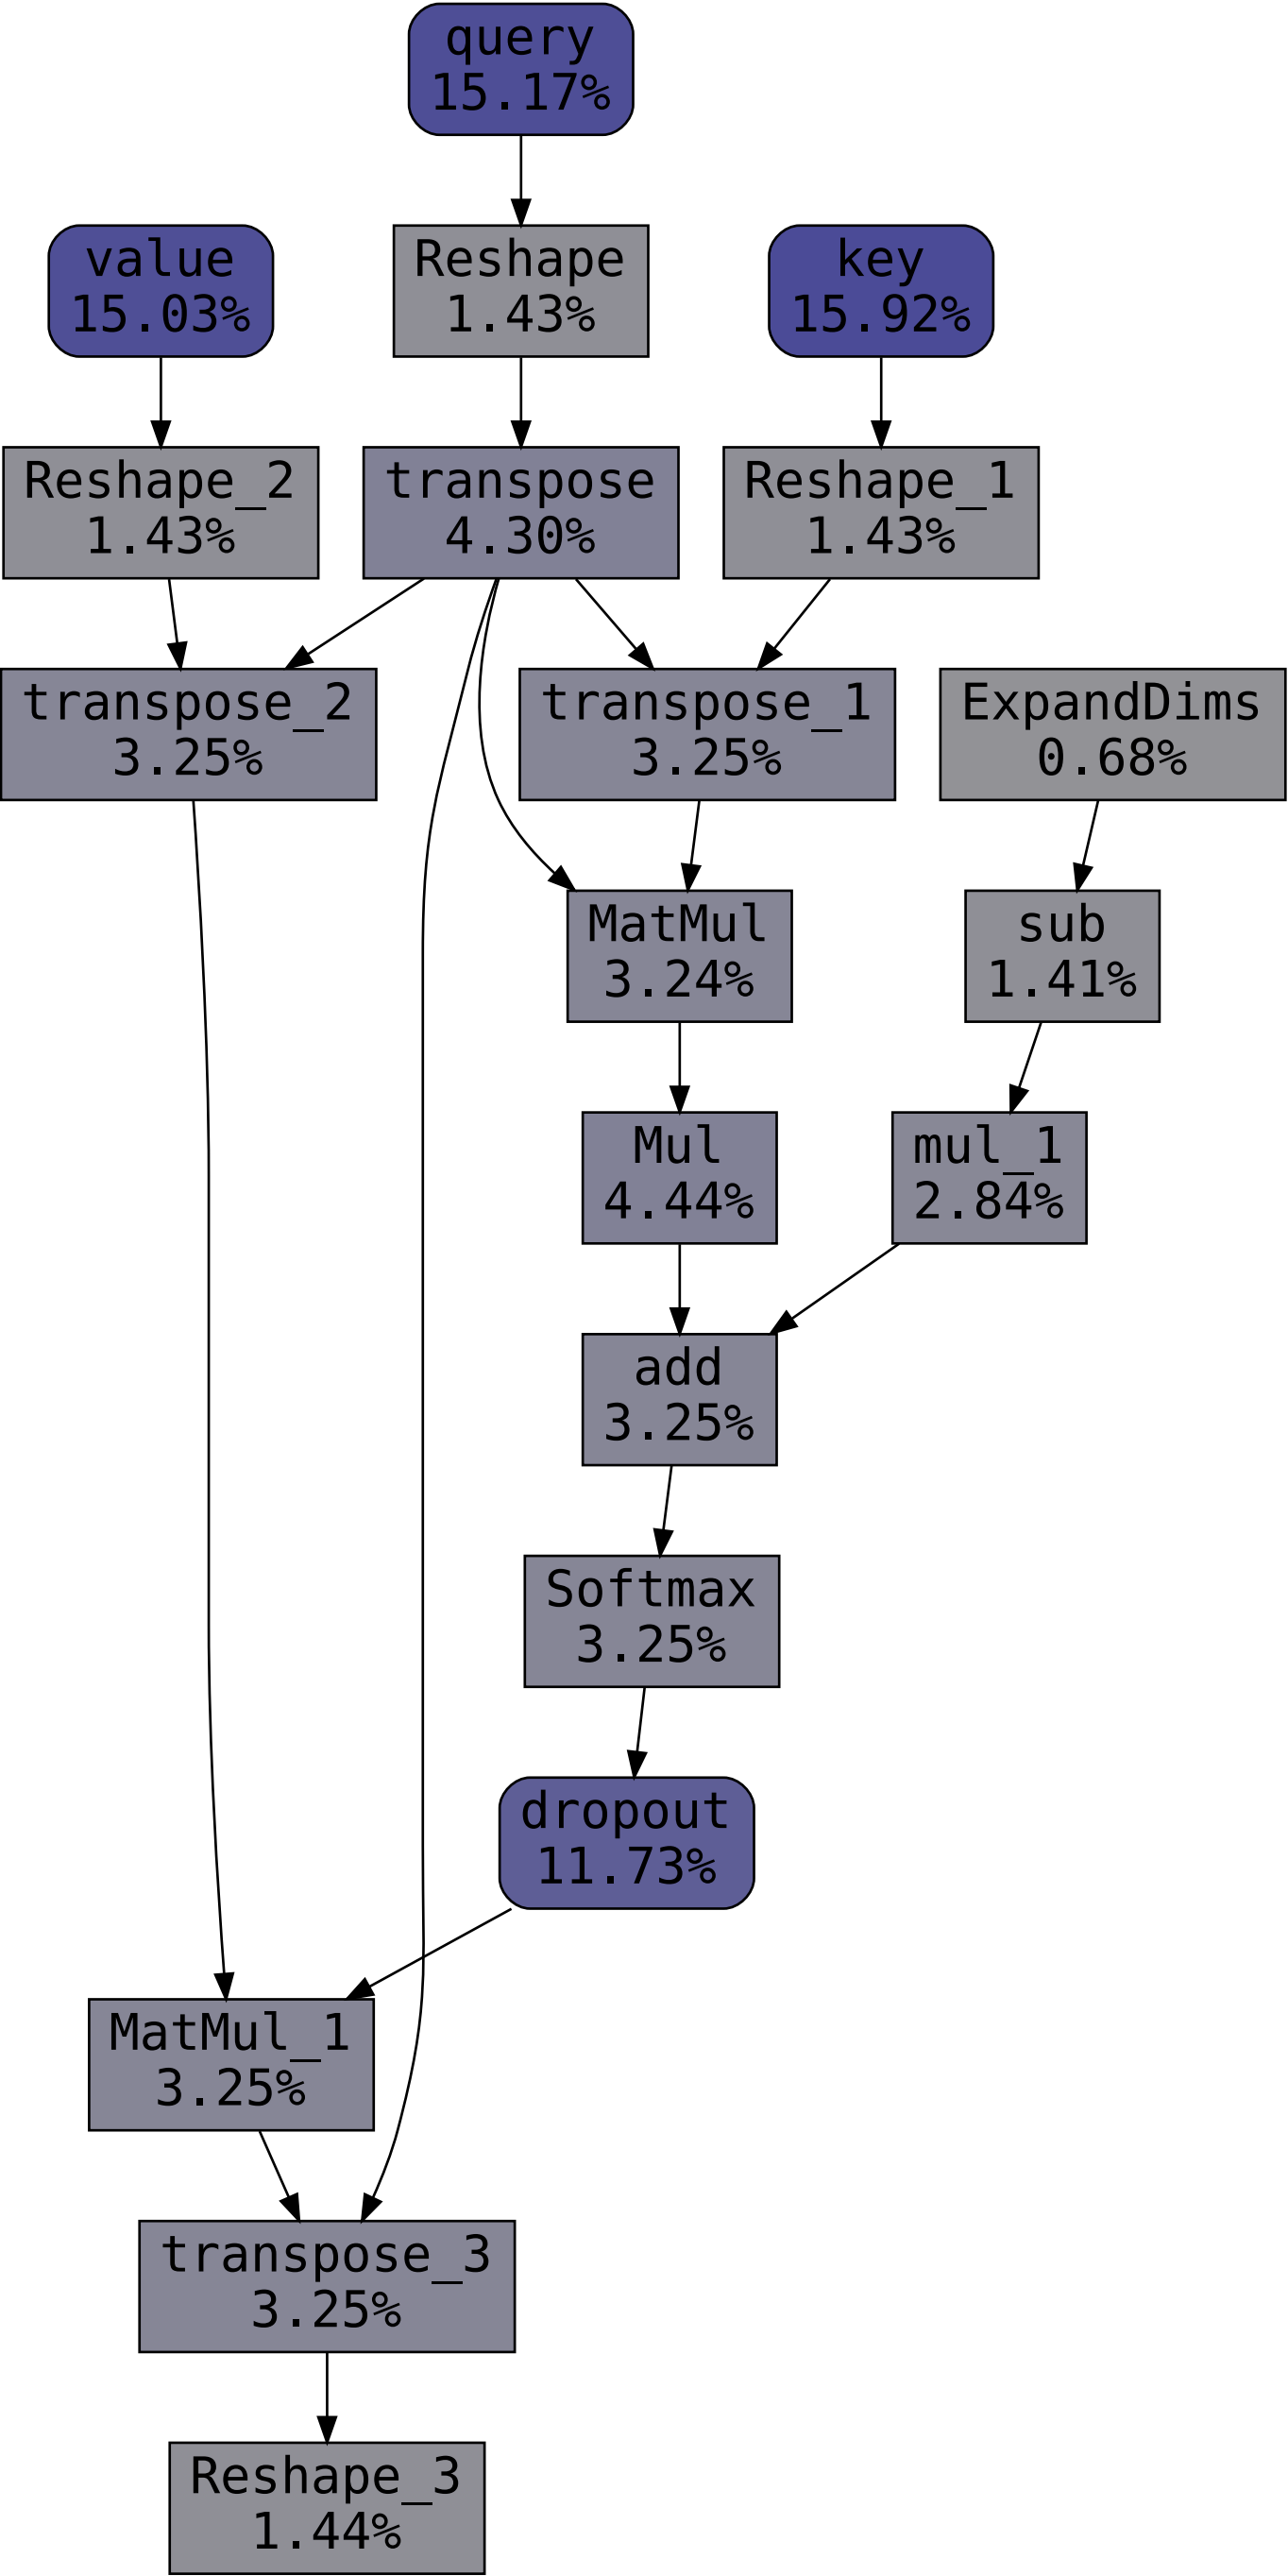 query
15.17%
value
15.03%
Reshape
1.43%
key
15.92%
Reshape_2
1.43%
transpose
4.30%
Reshape_1
1.43%
transpose_2
3.25%
transpose_1
3.25%
ExpandDims
0.68%
MatMul
3.24%
sub
1.41%
Mul
4.44%
mul_1
2.84%
add
3.25%
Softmax
3.25%
dropout
11.73%
MatMul_1
3.25%
transpose_3
3.25%
Reshape_3
1.44%